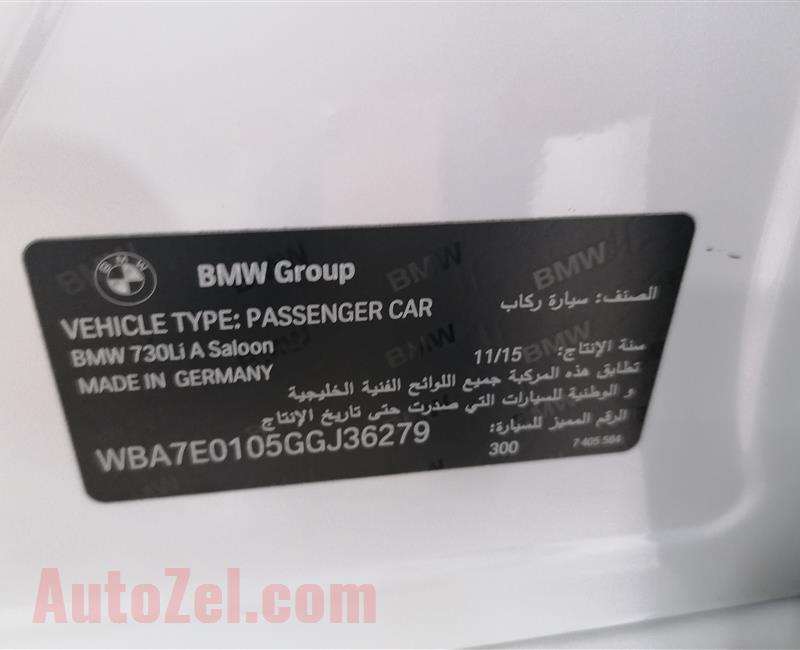 BMW Group
VEHICLE TYPE: PASSENGER CAR
الصنف: سيارة ركاب
BMW 730Li A Saloon
سنة الإنتاج: 11/15
MADE IN GERMANY
تطابق هذه المركبة جميع اللوائح الفنية الخليجية
و الوطنية للسيارات التي صدرت حتى تاريخ الإنتاج
WBA7E0105GGJ36279
الرقم المميز للسيارة:
300
7 405 584
AutoZel.com